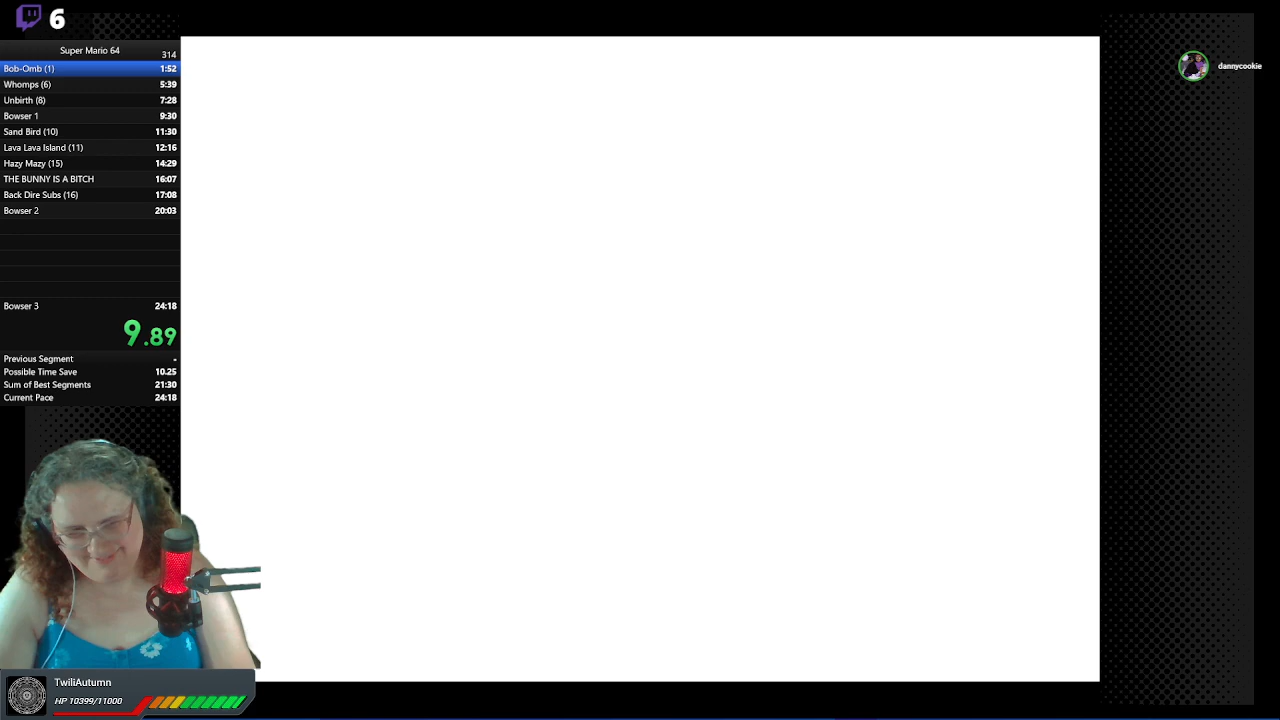 6
Super Mario 64
314
Bob-Omb (1) 1:52
Whomps (6) 5:39
Unbirth (8) 7:28
Bowser 1 9:30
Sand Bird (10) 11:30
Lava Lava Island (11) 12:16
Hazy Mazy (15) 14:29
THE BUNNY IS A BITCH 16:07
Back Dire Subs (16) 17:08
Bowser 2 20:03
Bowser 3 24:18
9.89
Previous Segment -
Possible Time Save 10.25
Sum of Best Segments 21:30
Current Pace 24:18
TwiliAutumn
HP 10399/11000
dannycookie